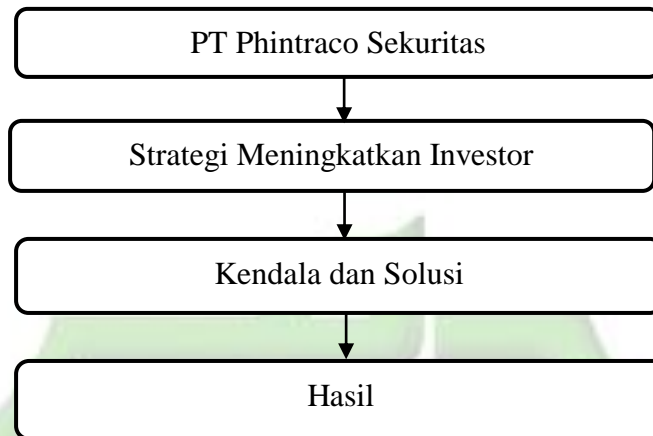 PT Phintraco Sekuritas
Strategi Meningkatkan Investor
Kendala dan Solusi
Hasil